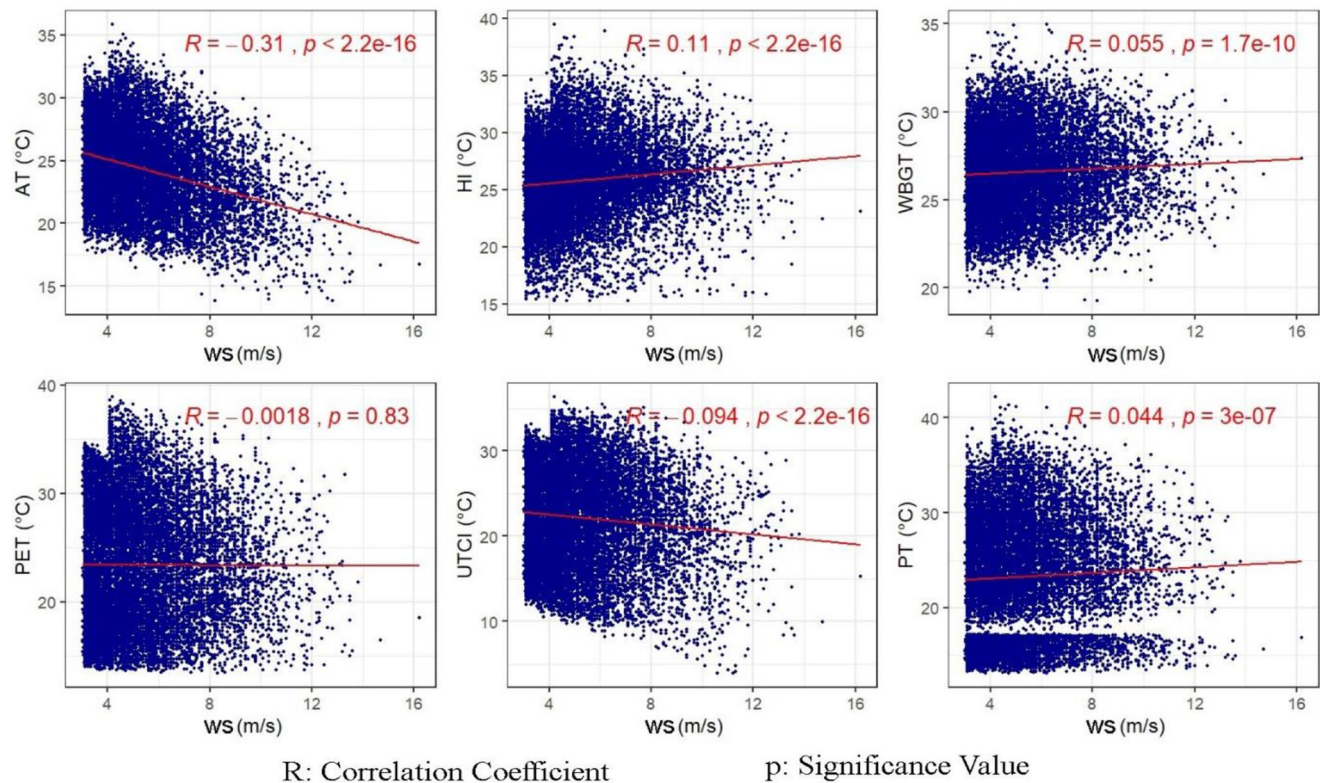 R = −0.31 , p < 2.2e-16
35
30
25
20
15
AT (°C)
4 8 12 16
WS (m/s)
R = 0.11 , p < 2.2e-16
40
35
30
25
20
15
HI (°C)
4 8 12 16
WS (m/s)
R = 0.055 , p = 1.7e-10
35
30
25
20
WBGT (°C)
4 8 12 16
WS (m/s)
R = −0.0018 , p = 0.83
40
30
20
PET (°C)
4 8 12 16
WS (m/s)
R = −0.094 , p < 2.2e-16
30
20
10
UTCI (°C)
4 8 12 16
WS (m/s)
R = 0.044 , p = 3e-07
40
30
20
PT (°C)
4 8 12 16
WS (m/s)
R: Correlation Coefficient p: Significance Value